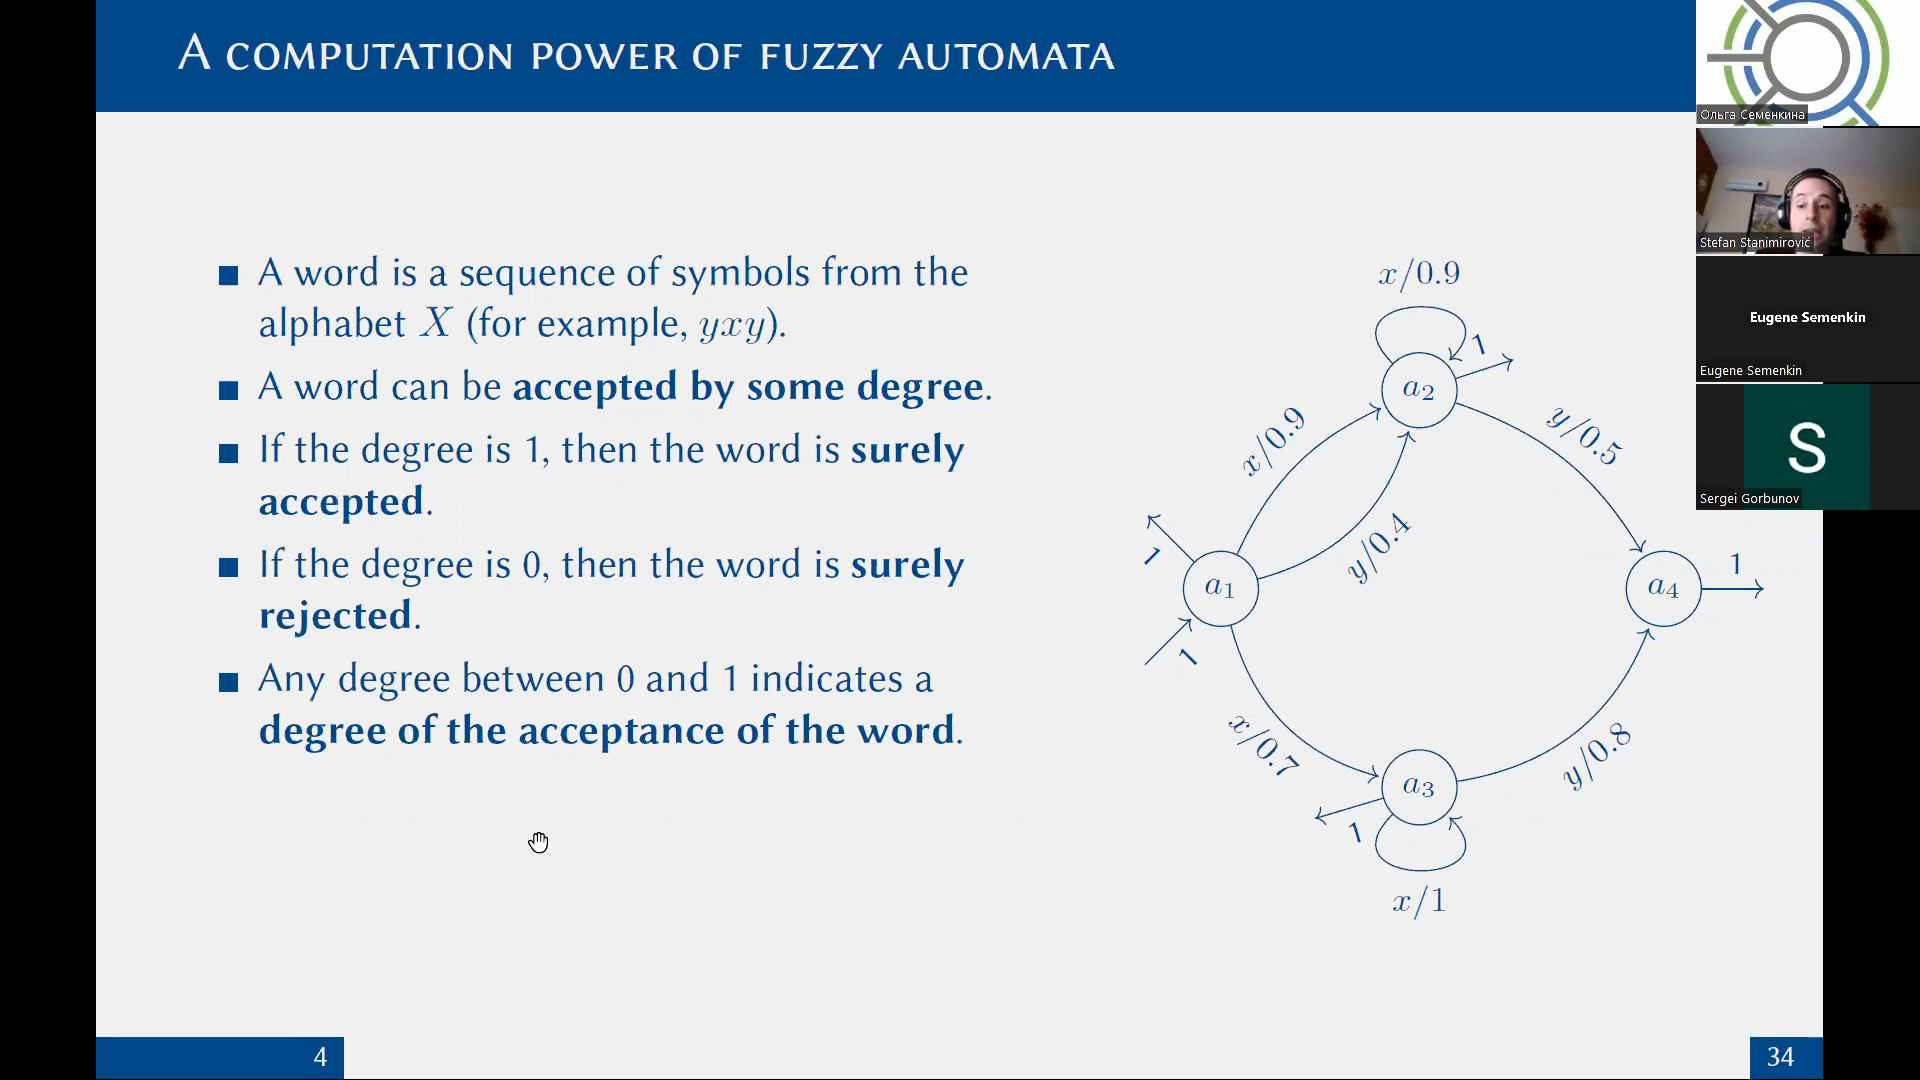 A COMPUTATION POWER OF FUZZY AUTOMATA
A word is a sequence of symbols from the
alphabet X (for example, yxy).
A word can be accepted by some degree.
If the degree is 1, then the word is surely
accepted.
If the degree is 0, then the word is surely
rejected.
Any degree between 0 and 1 indicates a
degree of the acceptance of the word.
x/0.9
1
a₂
x/0.9
y/0.5
y/0.4
1
a₁
1
a₄
1
x/0.7
y/0.8
a₃
1
x/1
4
34
Ольга Семенкина
Stefan Stanimirović
Eugene Semenkin
Eugene Semenkin
S
Sergei Gorbunov